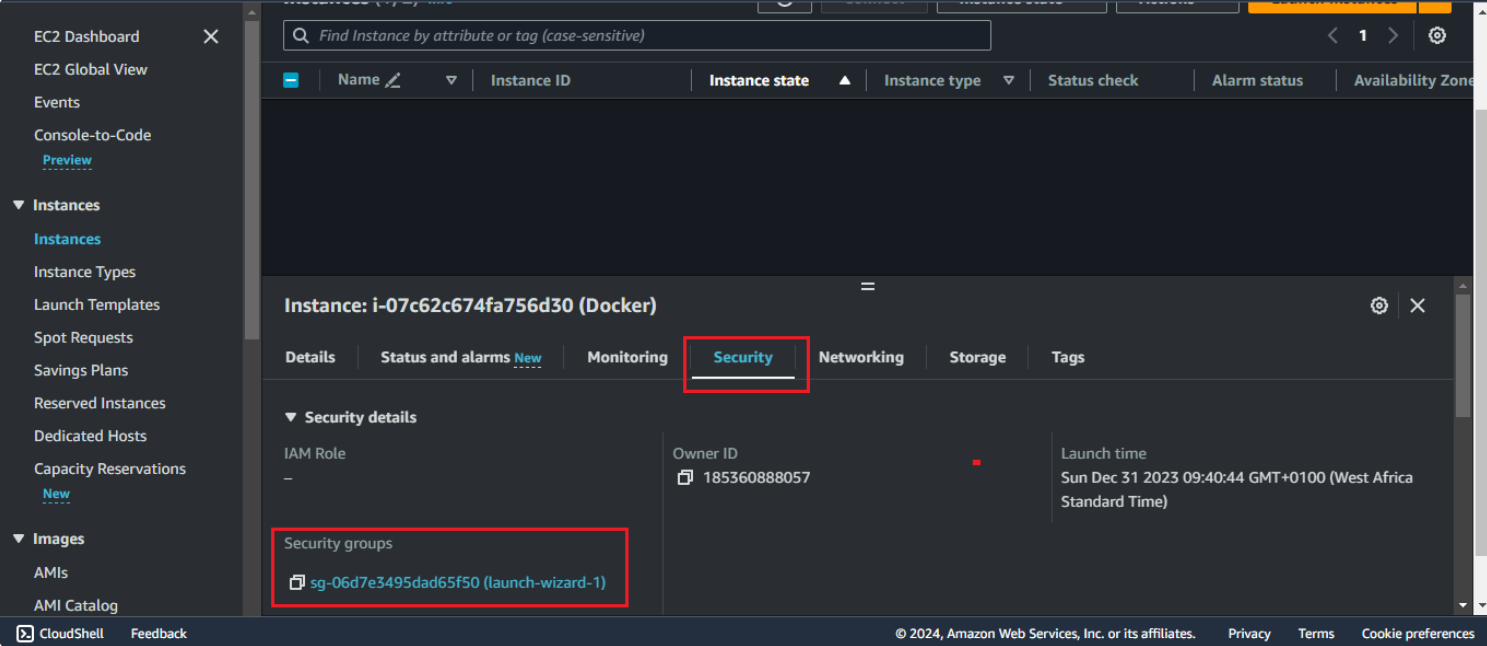 EC2 Dashboard
EC2 Global View
Events
Console-to-Code
Preview
Instances
Instances
Instance Types
Launch Templates
Spot Requests
Savings Plans
Reserved Instances
Dedicated Hosts
Capacity Reservations
New
Images
AMIs
AMI Catalog
Find Instance by attribute or tag (case-sensitive)
1
Name
Instance ID
Instance state
Instance type
Status check
Alarm status
Availability Zone
Instance: i-07c62c674fa756d30 (Docker)
Details
Status and alarms New
Monitoring
Security
Networking
Storage
Tags
Security details
IAM Role
–
Owner ID
185360888057
Launch time
Sun Dec 31 2023 09:40:44 GMT+0100 (West Africa
Standard Time)
Security groups
sg-06d7e3495dad65f50 (launch-wizard-1)
CloudShell
Feedback
© 2024, Amazon Web Services, Inc. or its affiliates.
Privacy
Terms
Cookie preferences